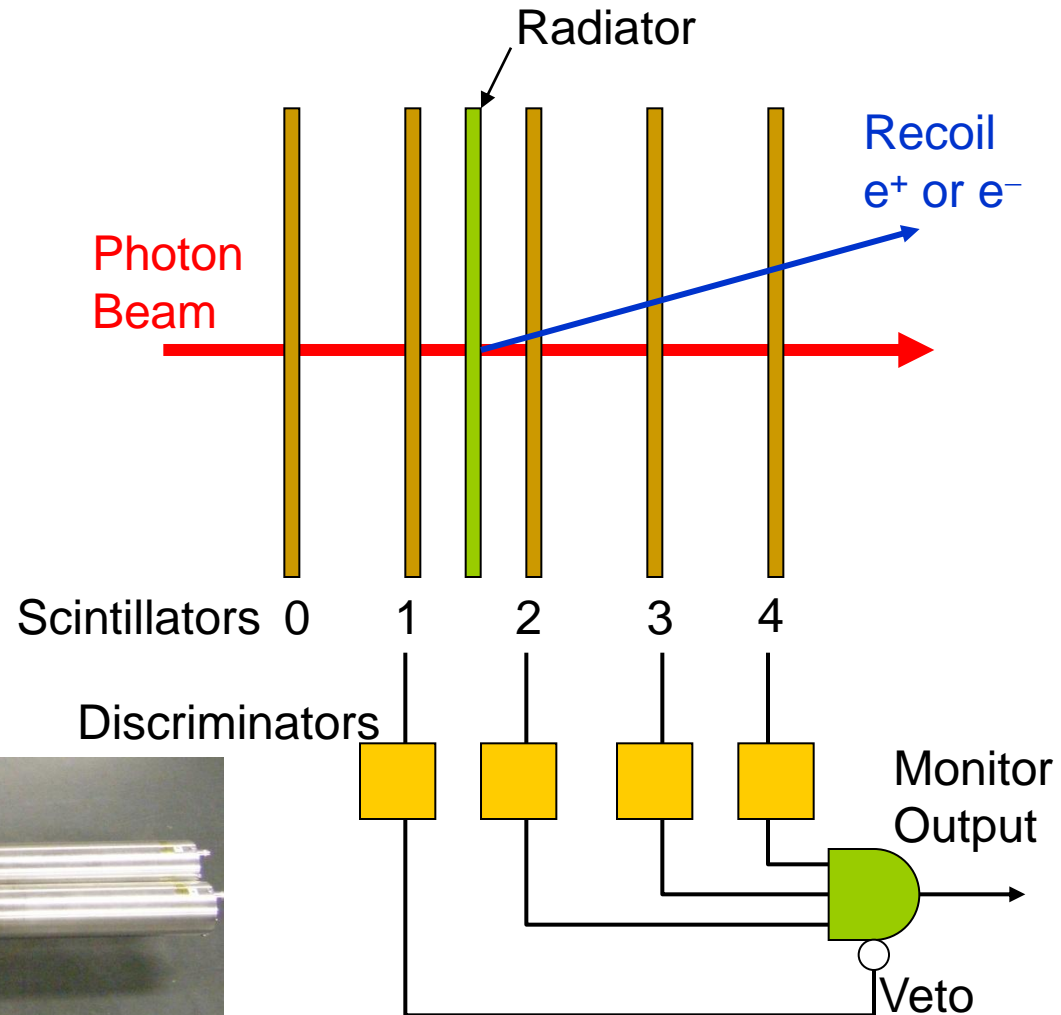 Radiator
Recoil
e⁺ or e⁻
Photon
Beam
Scintillators 0 1 2 3 4
Discriminators
Monitor
Output
Veto